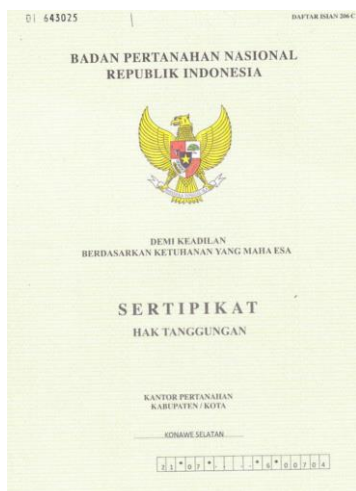 DI 643025
DAFTAR ISIAN 206 C
BADAN PERTANAHAN NASIONAL
REPUBLIK INDONESIA
DEMI KEADILAN
BERDASARKAN KETUHANAN YANG MAHA ESA
SERTIPIKAT
HAK TANGGUNGAN
KANTOR PERTANAHAN
KABUPATEN / KOTA
KONAWE SELATAN